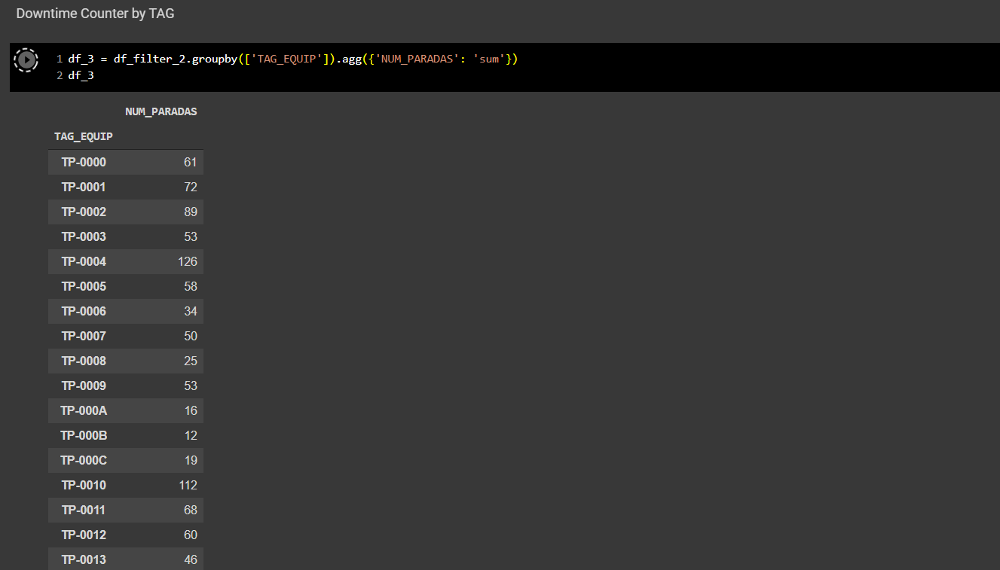 Downtime Counter by TAG
1 df_3 = df_filter_2.groupby(['TAG_EQUIP']).agg({'NUM_PARADAS': 'sum'})
2 df_3
NUM_PARADAS
TAG_EQUIP
TP-0000 61
TP-0001 72
TP-0002 89
TP-0003 53
TP-0004 126
TP-0005 58
TP-0006 34
TP-0007 50
TP-0008 25
TP-0009 53
TP-000A 16
TP-000B 12
TP-000C 19
TP-0010 112
TP-0011 68
TP-0012 60
TP-0013 46